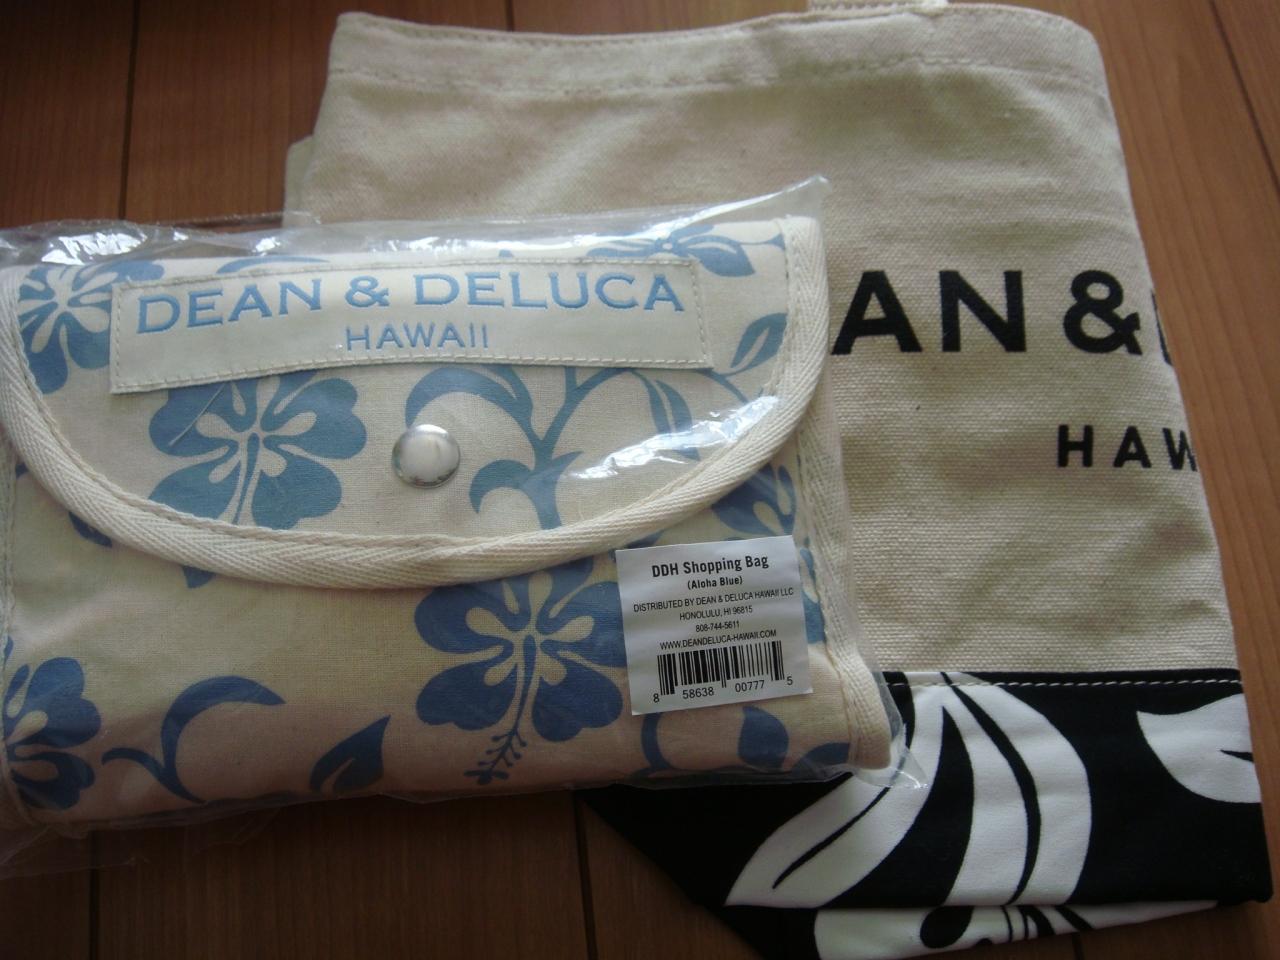 DEAN & DELUCA
HAWAII
AN &
HAW
DDH Shopping Bag
(Aloha Blue)
DISTRIBUTED BY DEAN & DELUCA HAWAII LLC
HONOLULU, HI 96815
808-744-5611
WWW.DEANDELUCA-HAWAII.COM
8 58638 00777 5